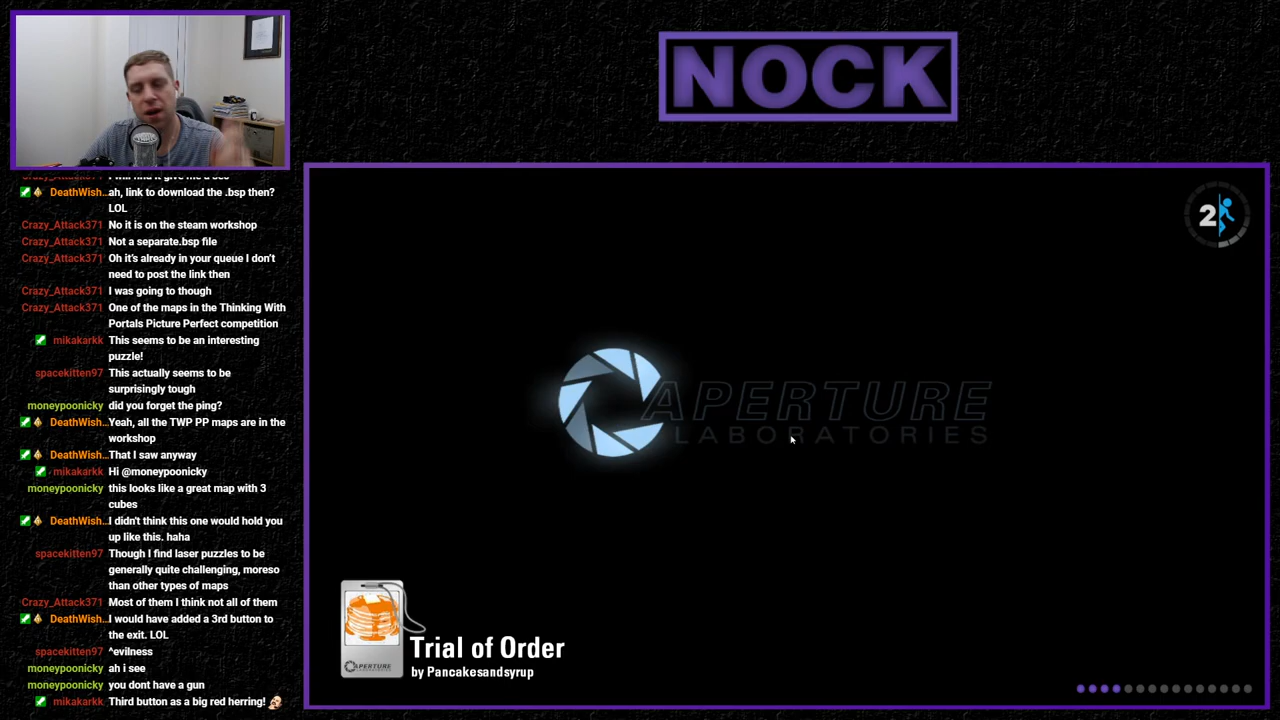 NOCK
Crazy_Attack371 I will find it give me a sec
DeathWish... ah, link to download the .bsp then?
LOL
Crazy_Attack371 No it is on the steam workshop
Crazy_Attack371 Not a separate.bsp file
Crazy_Attack371 Oh it's already in your queue I don't
need to post the link then
Crazy_Attack371 I was going to though
Crazy_Attack371 One of the maps in the Thinking With
Portals Picture Perfect competition
mikakarkk This seems to be an interesting
puzzle!
spacekitten97 This actually seems to be
surprisingly tough
moneypoonicky did you forget the ping?
DeathWish... Yeah, all the TWP PP maps are in the
workshop
DeathWish... That I saw anyway
mikakarkk Hi @moneypoonicky
moneypoonicky this looks like a great map with 3
cubes
DeathWish... I didn't think this one would hold you
up like this. haha
spacekitten97 Though I find laser puzzles to be
generally quite challenging, moreso
than other types of maps
Crazy_Attack371 Most of them I think not all of them
DeathWish... I would have added a 3rd button to
the exit. LOL
spacekitten97 ^evilness
moneypoonicky ah i see
moneypoonicky you dont have a gun
mikakarkk Third button as a big red herring!
2
APERTURE
LABORATORIES
APERTURE
Trial of Order
by Pancakesandsyrup